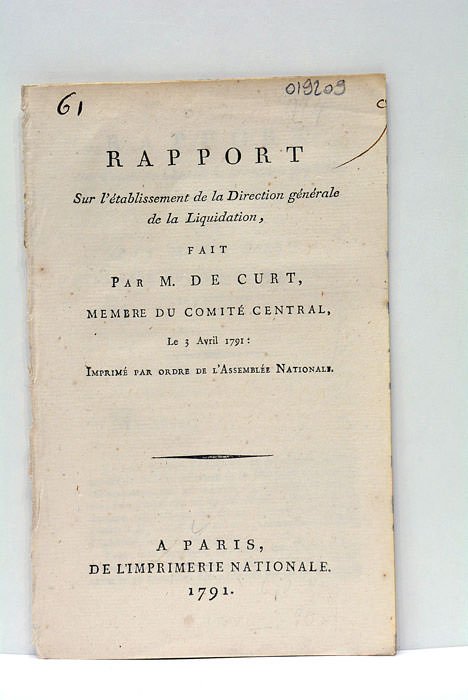 61
019209
RAPPORT
Sur l'établissement de la Direction générale
de la Liquidation,
FAIT
PAR M. DE CURT,
MEMBRE DU COMITÉ CENTRAL,
Le 3 Avril 1791:
IMPRIMÉ PAR ORDRE DE L'ASSEMBLÉE NATIONALE.
A PARIS,
DE L'IMPRIMERIE NATIONALE.
1791.